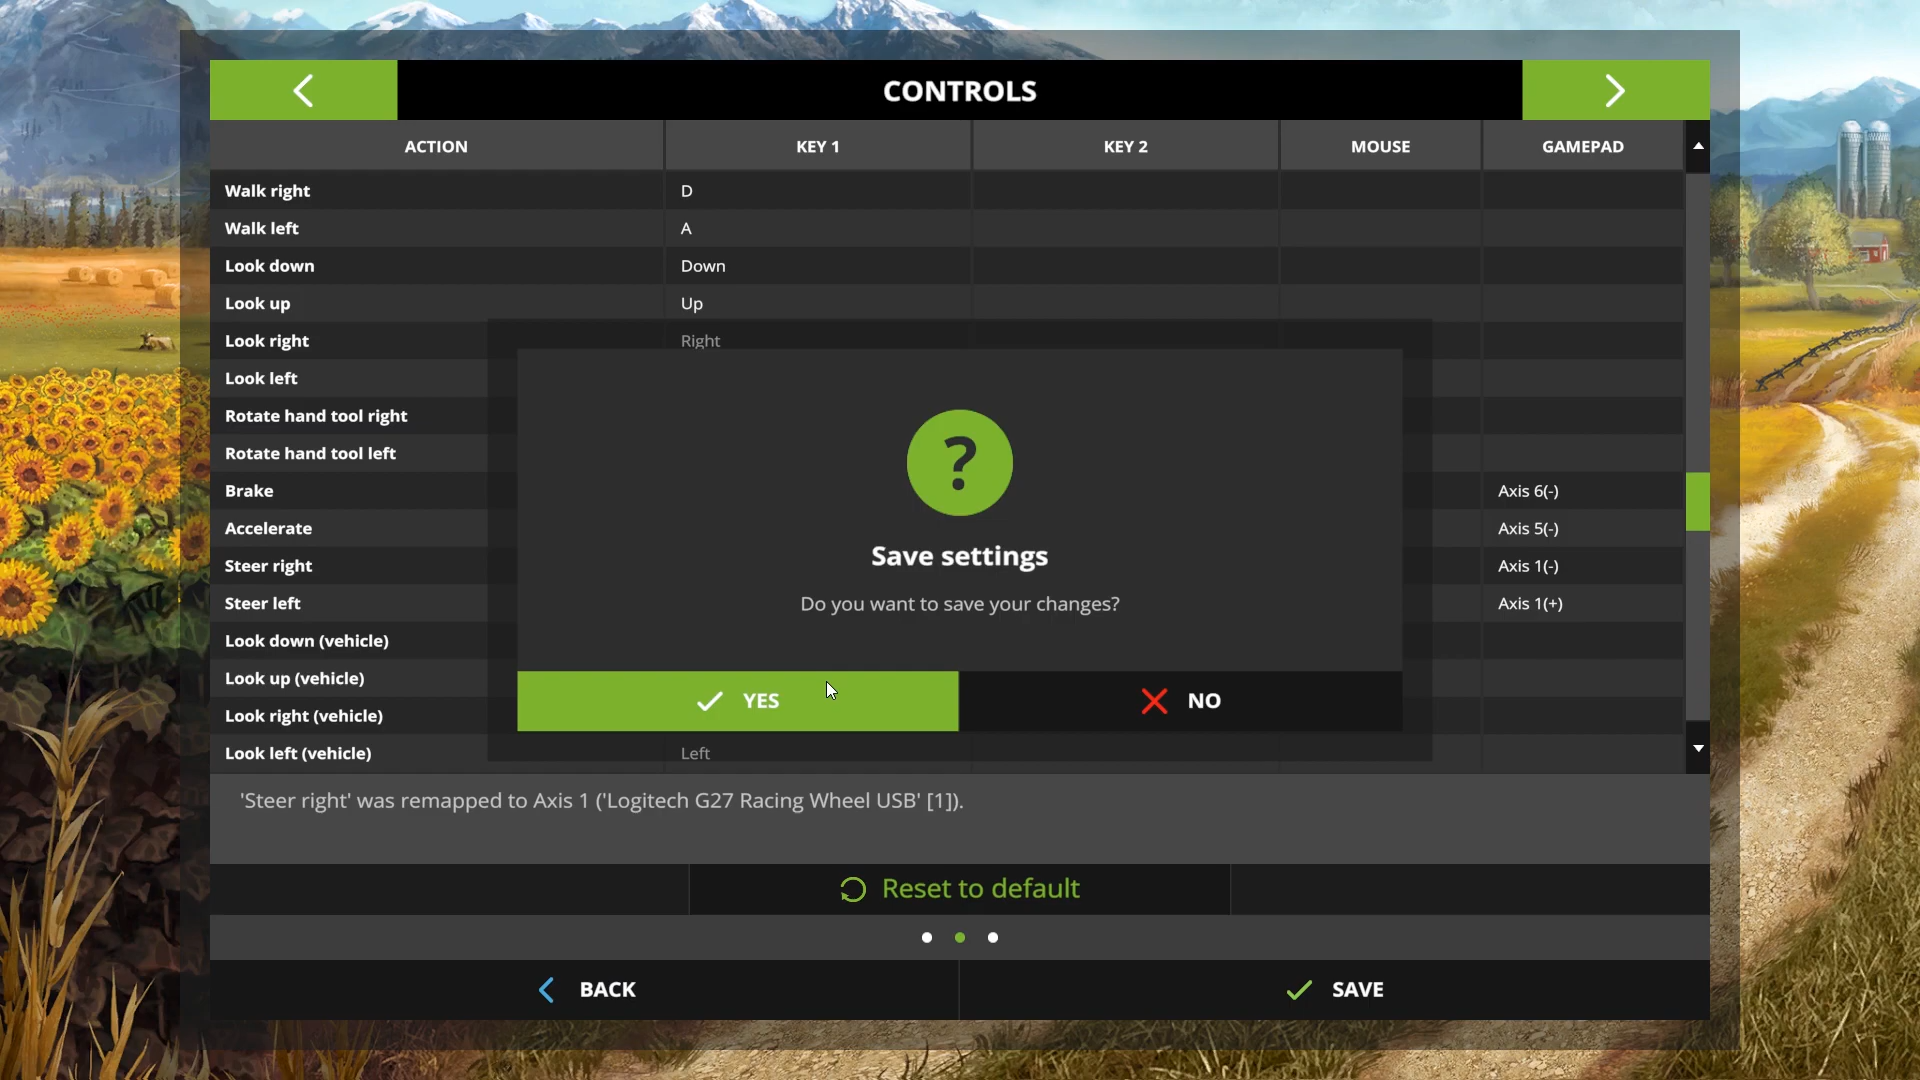 CONTROLS
ACTION KEY 1 KEY 2 MOUSE GAMEPAD
Walk right D
Walk left A
Look down Down
Look up Up
Look right Right
Look left
Rotate hand tool right
Rotate hand tool left
Brake Axis 6(-)
Accelerate Axis 5(-)
Steer right Axis 1(-)
Steer left Axis 1(+)
Look down (vehicle)
Look up (vehicle)
Look right (vehicle)
Look left (vehicle) Left
?
Save settings
Do you want to save your changes?
YES NO
'Steer right' was remapped to Axis 1 ('Logitech G27 Racing Wheel USB' [1]).
Reset to default
BACK SAVE